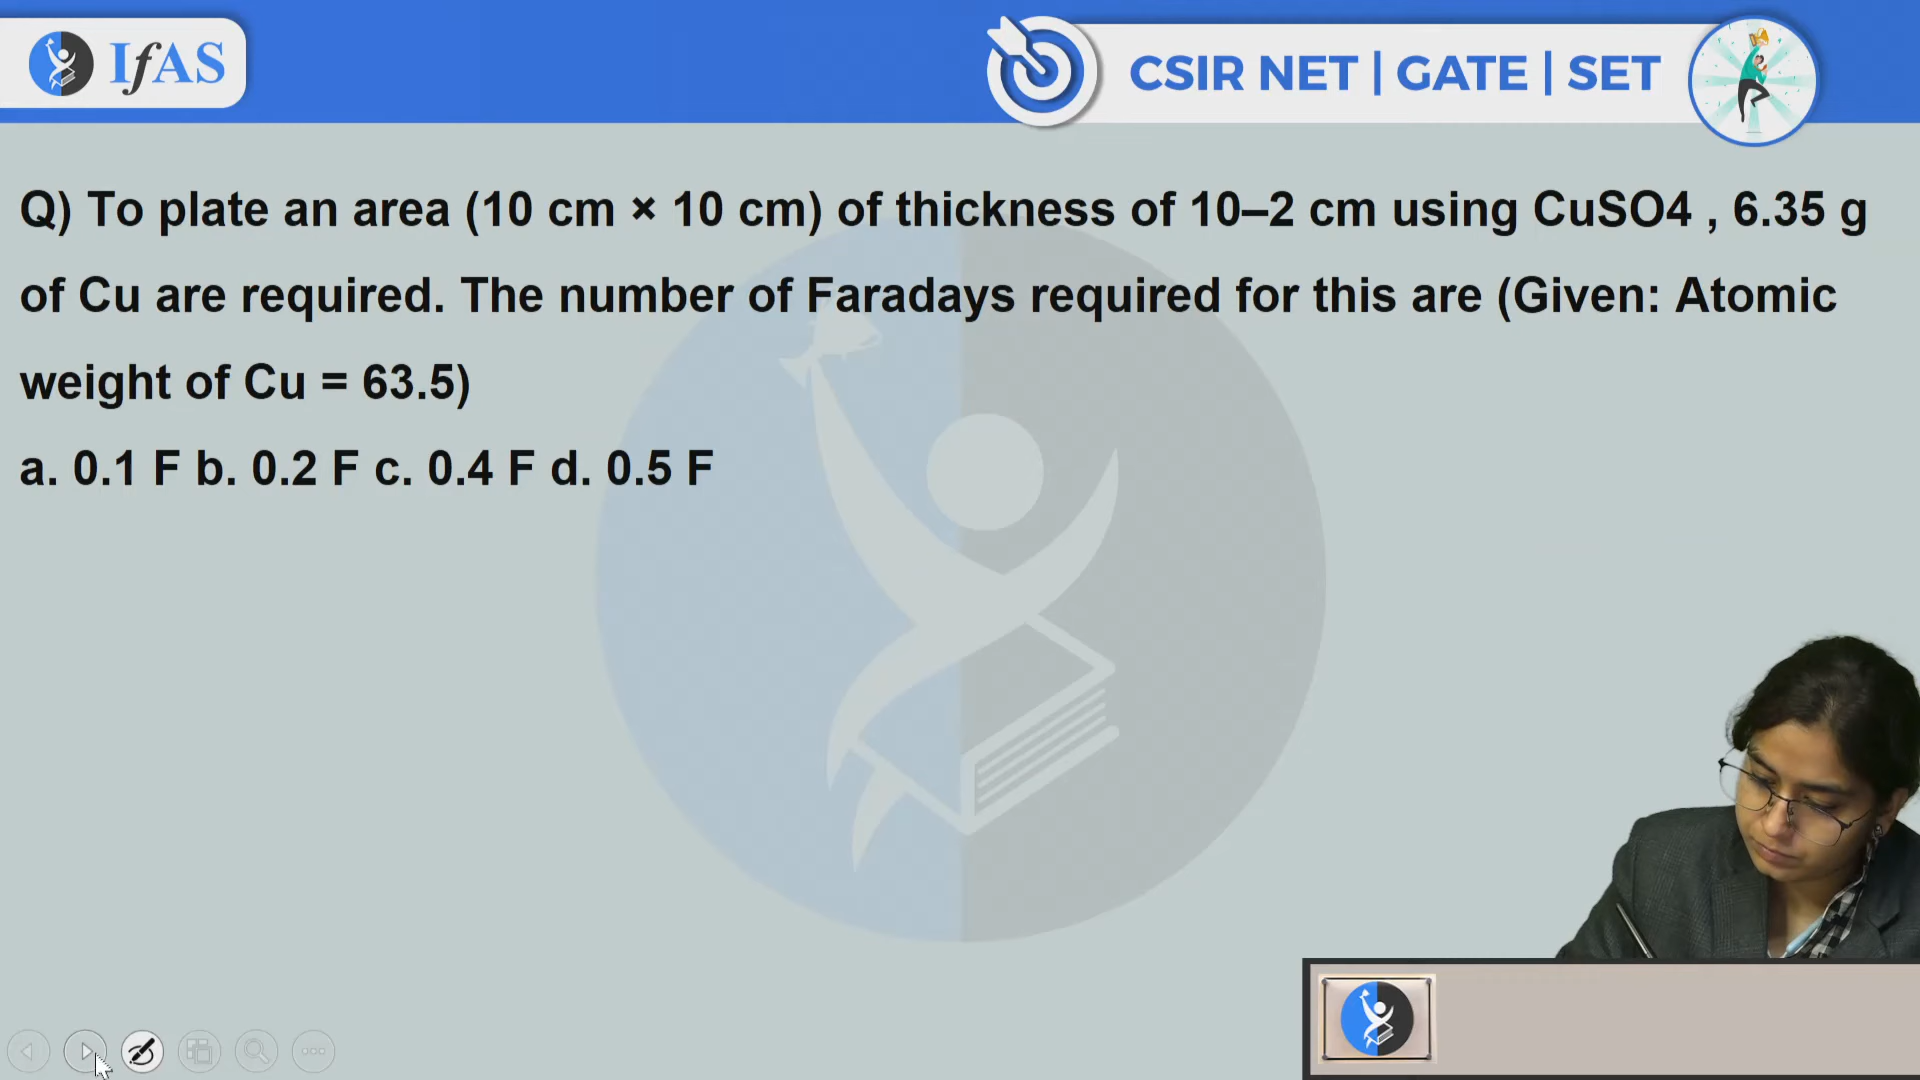 IfAS
CSIR NET | GATE | SET
Q) To plate an area (10 cm × 10 cm) of thickness of 10–2 cm using CuSO4 , 6.35 g
of Cu are required. The number of Faradays required for this are (Given: Atomic
weight of Cu = 63.5)
a. 0.1 F b. 0.2 F c. 0.4 F d. 0.5 F